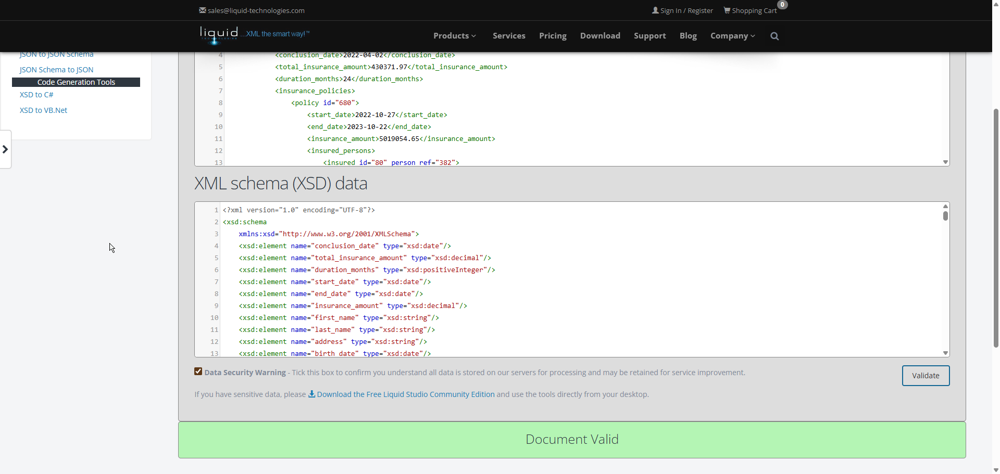 sales@liquid-technologies.com
Sign In / Register
Shopping Cart
0
liquid
TECHNOLOGIES
...XML the smart way!™
Products
Services
Pricing
Download
Support
Blog
Company
JSON to JSON Schema
JSON Schema to JSON
Code Generation Tools
XSD to C#
XSD to VB.Net
4 <conclusion_date>2022-04-02</conclusion_date>
5 <total_insurance_amount>430371.97</total_insurance_amount>
6 <duration_months>24</duration_months>
7 <insurance_policies>
8 <policy id="680">
9 <start_date>2022-10-27</start_date>
10 <end_date>2023-10-22</end_date>
11 <insurance_amount>5019054.65</insurance_amount>
12 <insured_persons>
13 <insured id="80" person_ref="382">
XML schema (XSD) data
1 <?xml version="1.0" encoding="UTF-8"?>
2 <xsd:schema
3 xmlns:xsd="http://www.w3.org/2001/XMLSchema">
4 <xsd:element name="conclusion_date" type="xsd:date"/>
5 <xsd:element name="total_insurance_amount" type="xsd:decimal"/>
6 <xsd:element name="duration_months" type="xsd:positiveInteger"/>
7 <xsd:element name="start_date" type="xsd:date"/>
8 <xsd:element name="end_date" type="xsd:date"/>
9 <xsd:element name="insurance_amount" type="xsd:decimal"/>
10 <xsd:element name="first_name" type="xsd:string"/>
11 <xsd:element name="last_name" type="xsd:string"/>
12 <xsd:element name="address" type="xsd:string"/>
13 <xsd:element name="birth_date" type="xsd:date"/>
Data Security Warning - Tick this box to confirm you understand all data is stored on our servers for processing and may be retained for service improvement.
Validate
If you have sensitive data, please Download the Free Liquid Studio Community Edition and use the tools directly from your desktop.
Document Valid